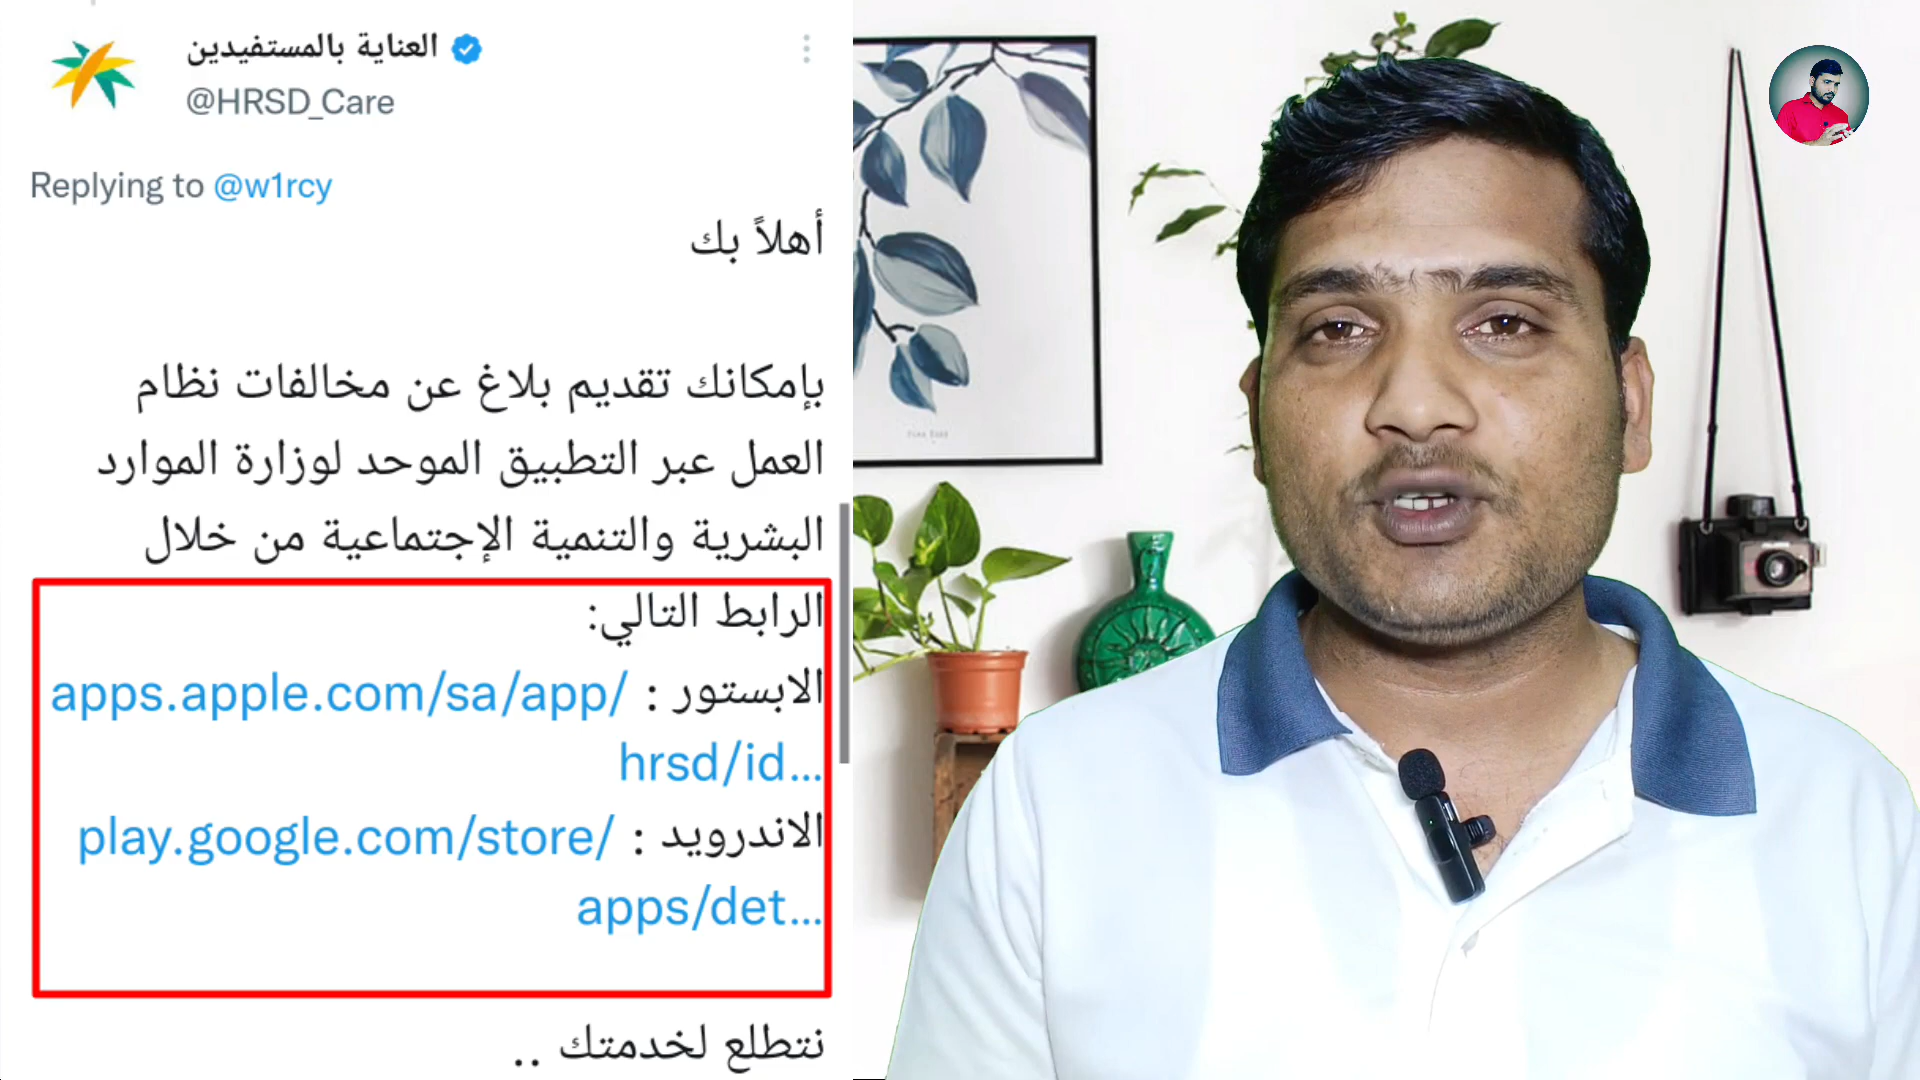 العناية بالمستفيدين
@HRSD_Care
Replying to @w1rcy
أهلاً بك
بإمكانك تقديم بلاغ عن مخالفات نظام
العمل عبر التطبيق الموحد لوزارة الموارد
البشرية والتنمية الإجتماعية من خلال
الرابط التالي:
الابستور : apps.apple.com/sa/app/
hrsd/id...
الاندرويد : play.google.com/store/
apps/det...
نتطلع لخدمتك ..